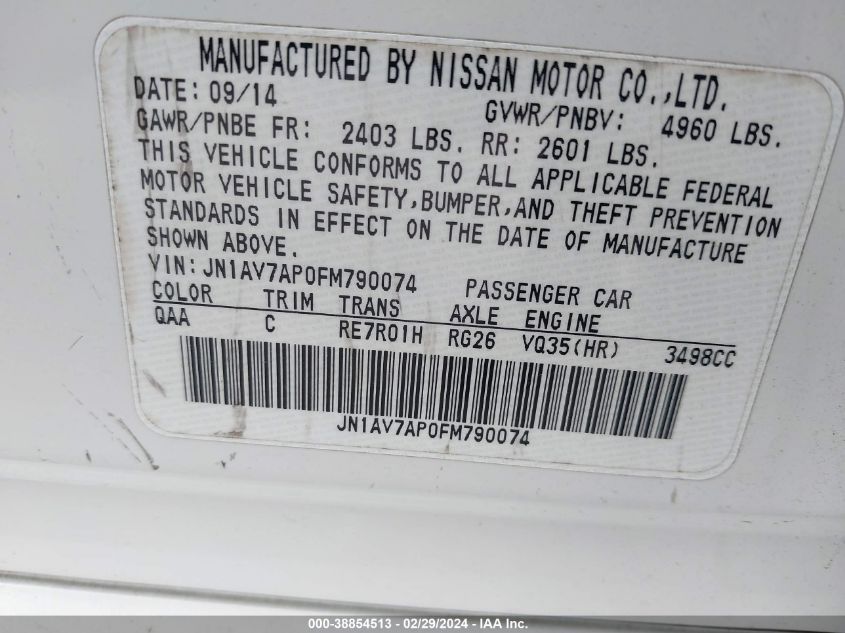 MANUFACTURED BY NISSAN MOTOR CO.,LTD.
DATE: 09/14 GVWR/PNBV: 4960 LBS.
GAWR/PNBE FR: 2403 LBS. RR: 2601 LBS.
THIS VEHICLE CONFORMS TO ALL APPLICABLE FEDERAL
MOTOR VEHICLE SAFETY,BUMPER,AND THEFT PREVENTION
STANDARDS IN EFFECT ON THE DATE OF MANUFACTURE
SHOWN ABOVE.
VIN: JN1AV7AP0FM790074 PASSENGER CAR
COLOR TRIM TRANS AXLE ENGINE
QAA C RE7R01H RG26 VQ35(HR) 3498CC
JN1AV7AP0FM790074
000-38854513 - 02/29/2024 - IAA Inc.